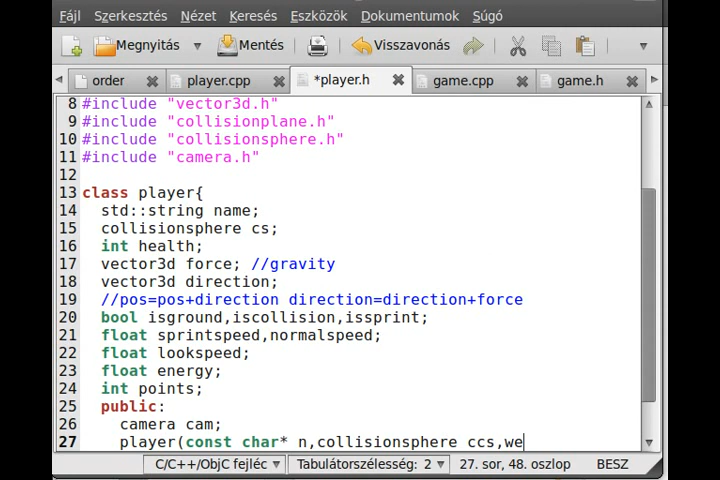 Fájl Szerkesztés Nézet Keresés Eszközök Dokumentumok Súgó
Megnyitás Mentés Visszavonás
order player.cpp *player.h game.cpp game.h
8 #include "vector3d.h"
9 #include "collisionplane.h"
10 #include "collisionsphere.h"
11 #include "camera.h"
12
13 class player{
14 std::string name;
15 collisionsphere cs;
16 int health;
17 vector3d force; //gravity
18 vector3d direction;
19 //pos=pos+direction direction=direction+force
20 bool isground,iscollision,issprint;
21 float sprintspeed,normalspeed;
22 float lookspeed;
23 float energy;
24 int points;
25 public:
26 camera cam;
27 player(const char* n,collisionsphere ccs,we
C/C++/ObjC fejléc Tabulátorszélesség: 2 27. sor, 48. oszlop BESZ